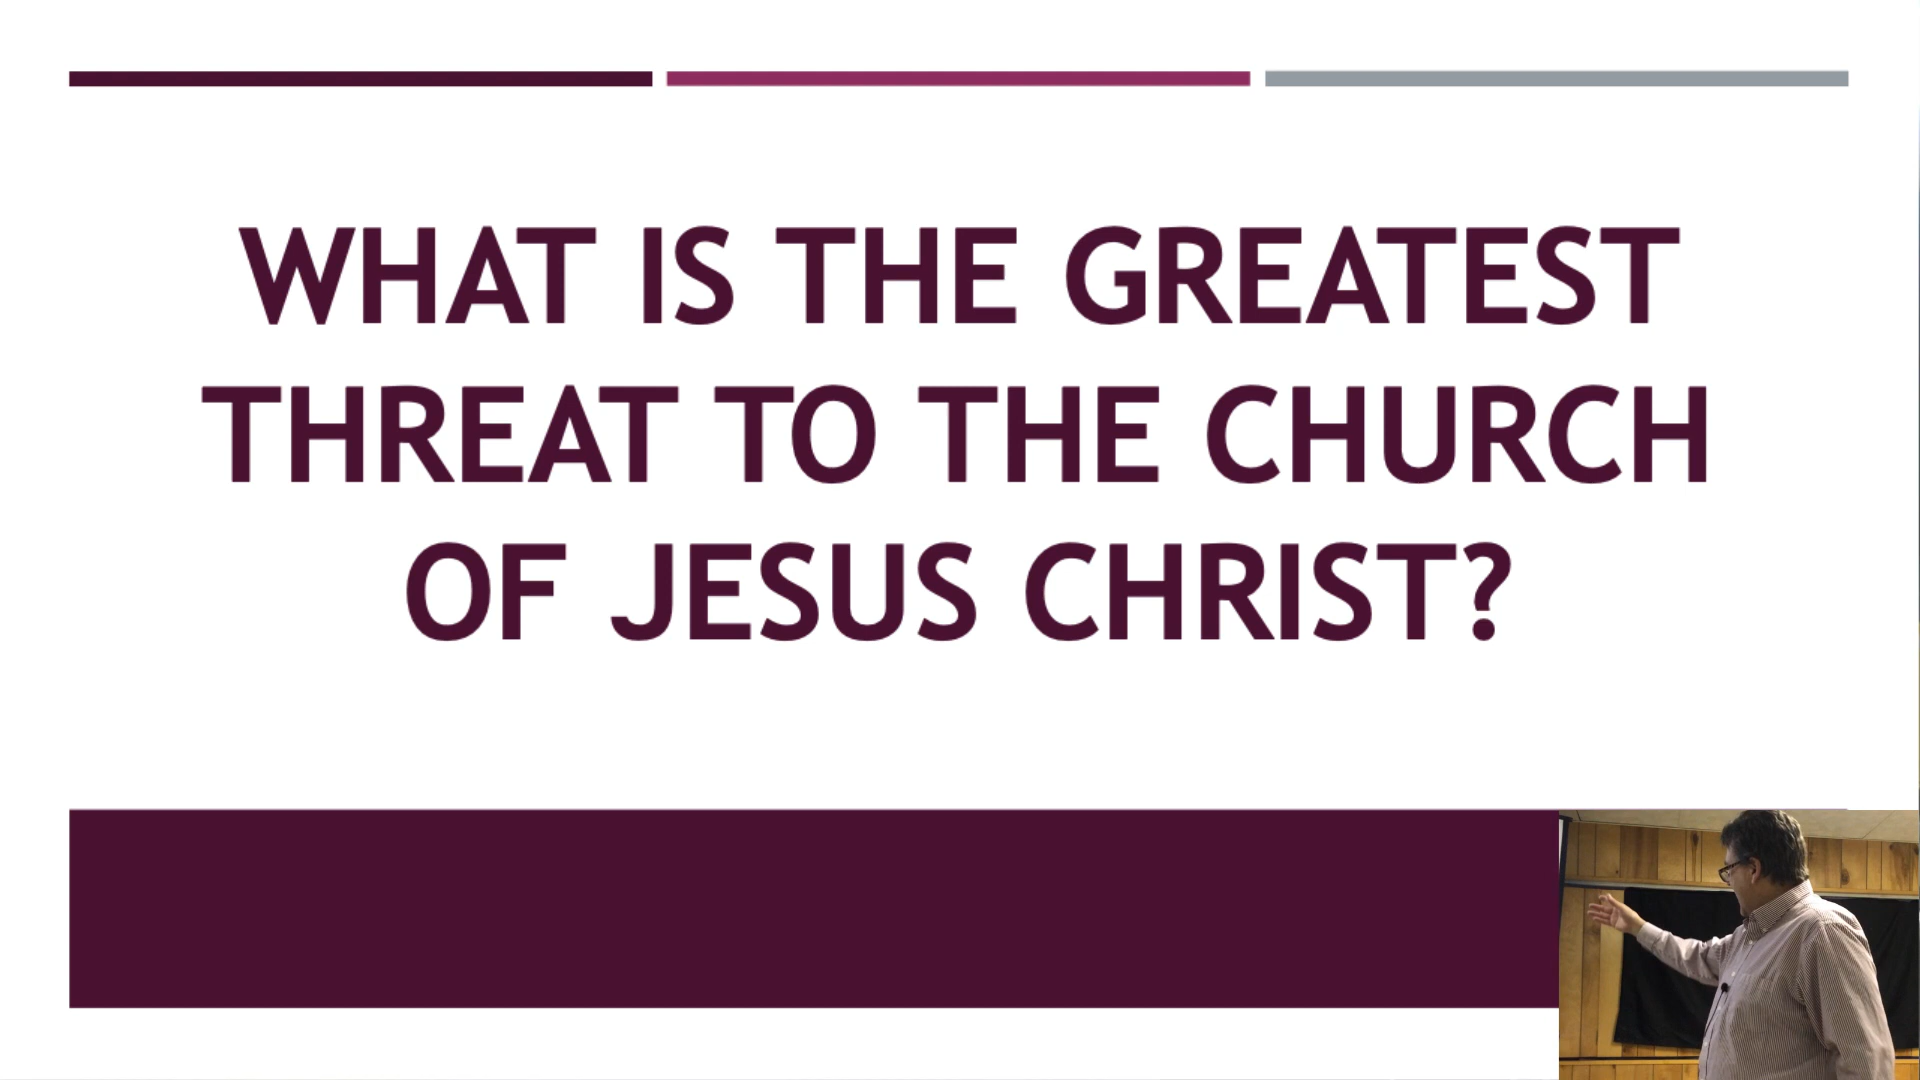 WHAT IS THE GREATEST
THREAT TO THE CHURCH
OF JESUS CHRIST?